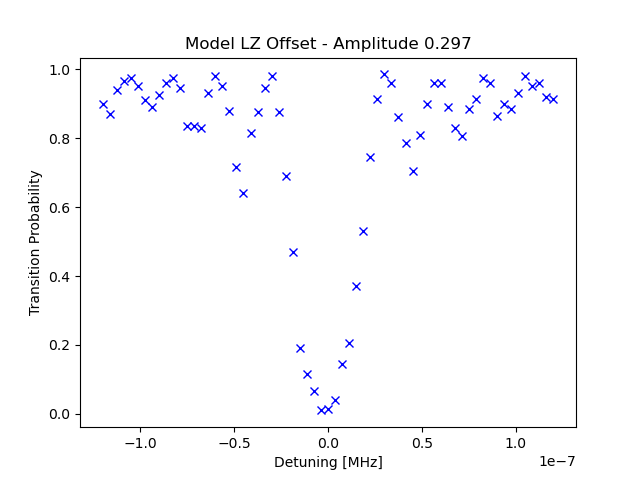 Model LZ Offset - Amplitude 0.297
Transition Probability
1.0
0.8
0.6
0.4
0.2
0.0
−1.0 −0.5 0.0 0.5 1.0
1e−7
Detuning [MHz]